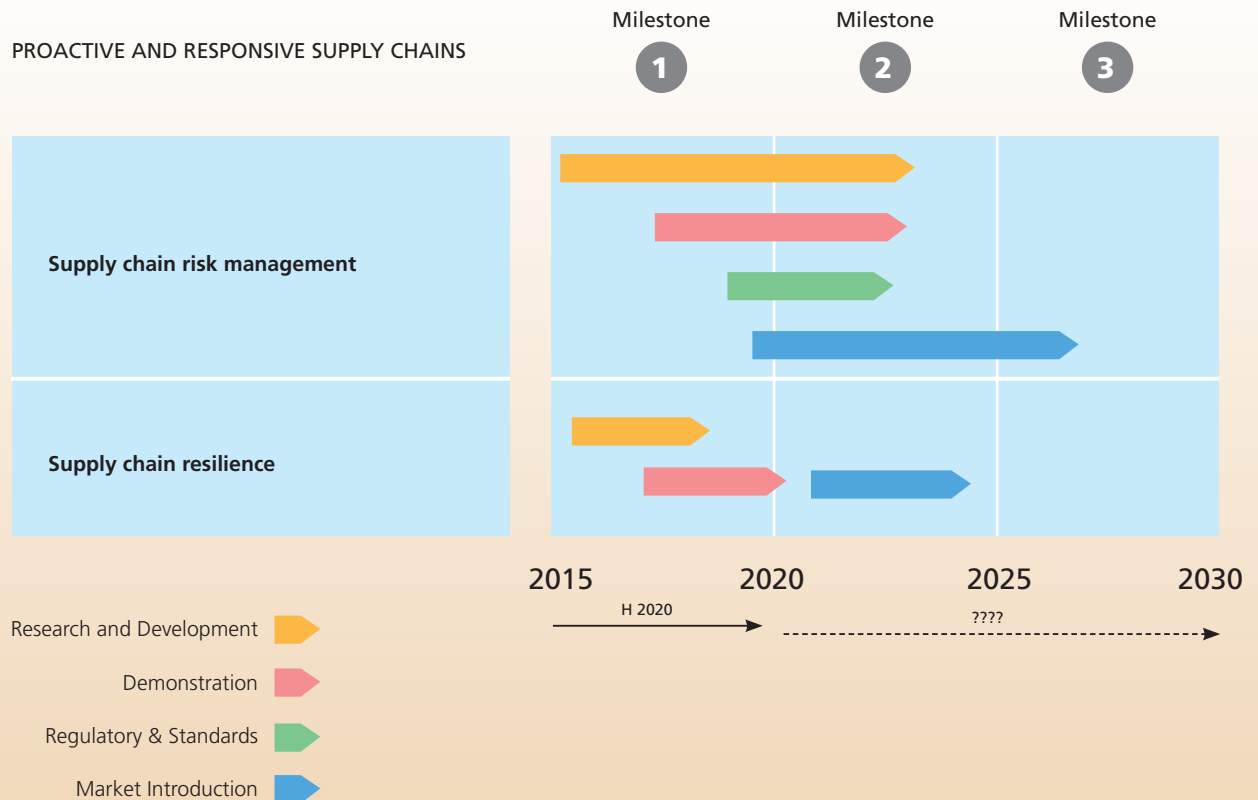 Milestone Milestone Milestone
PROACTIVE AND RESPONSIVE SUPPLY CHAINS
1 2 3
Supply chain risk management
Supply chain resilience
2015 2020 2025 2030
H 2020 ????
Research and Development
Demonstration
Regulatory & Standards
Market Introduction